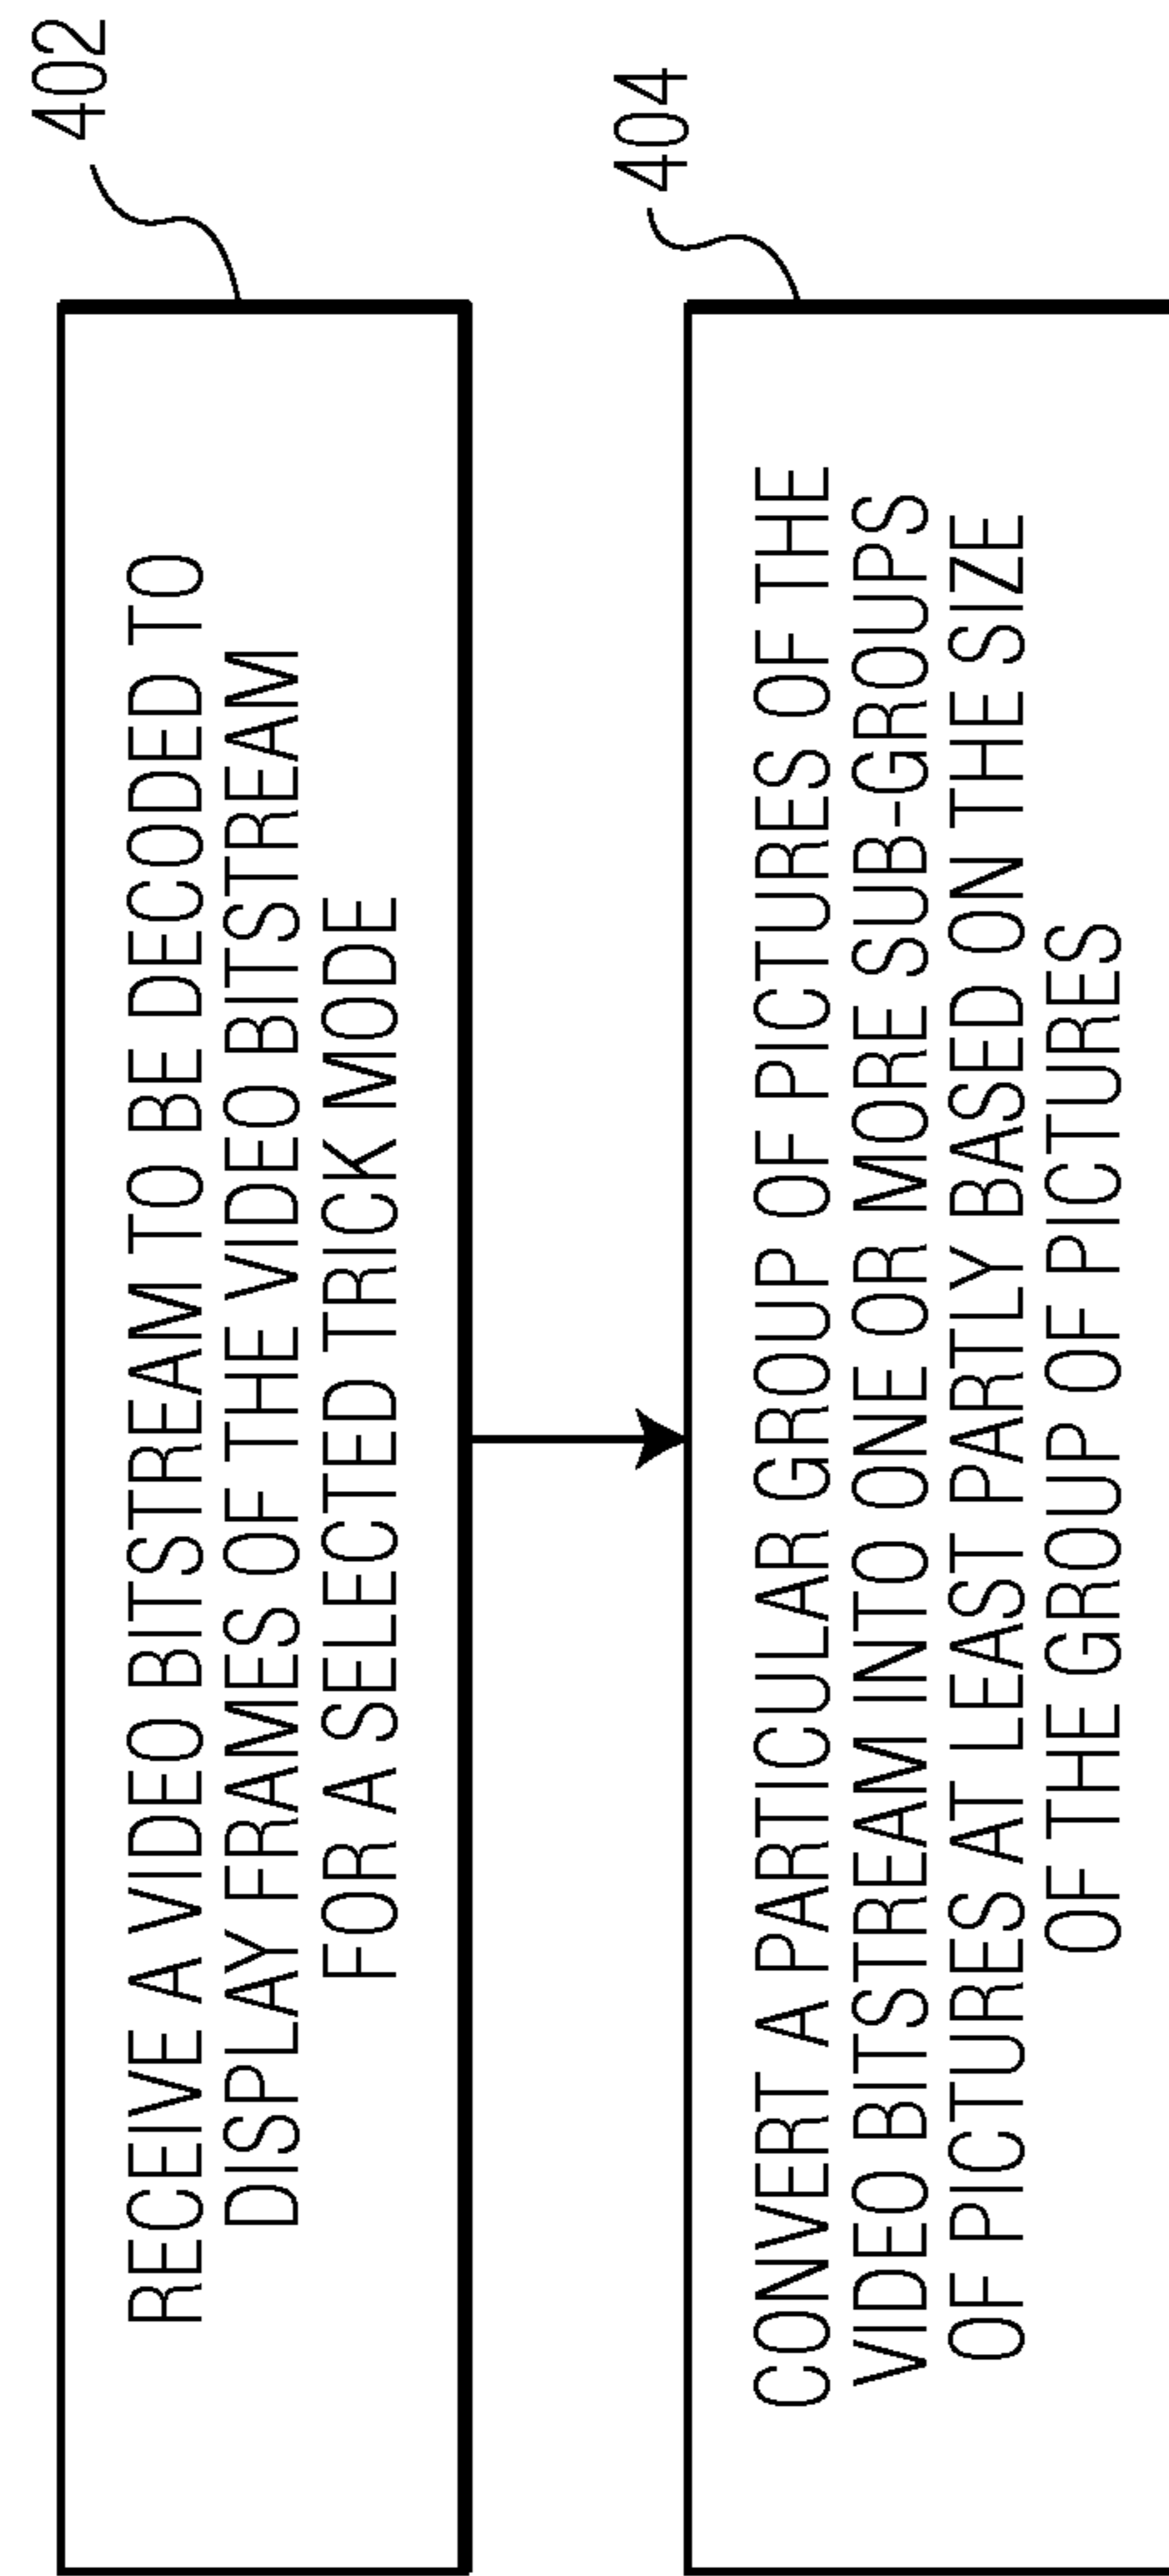 402
RECEIVE A VIDEO BITSTREAM TO BE DECODED TO
DISPLAY FRAMES OF THE VIDEO BITSTREAM
FOR A SELECTED TRICK MODE
404
CONVERT A PARTICULAR GROUP OF PICTURES OF THE
VIDEO BITSTREAM INTO ONE OR MORE SUB-GROUPS
OF PICTURES AT LEAST PARTLY BASED ON THE SIZE
OF THE GROUP OF PICTURES